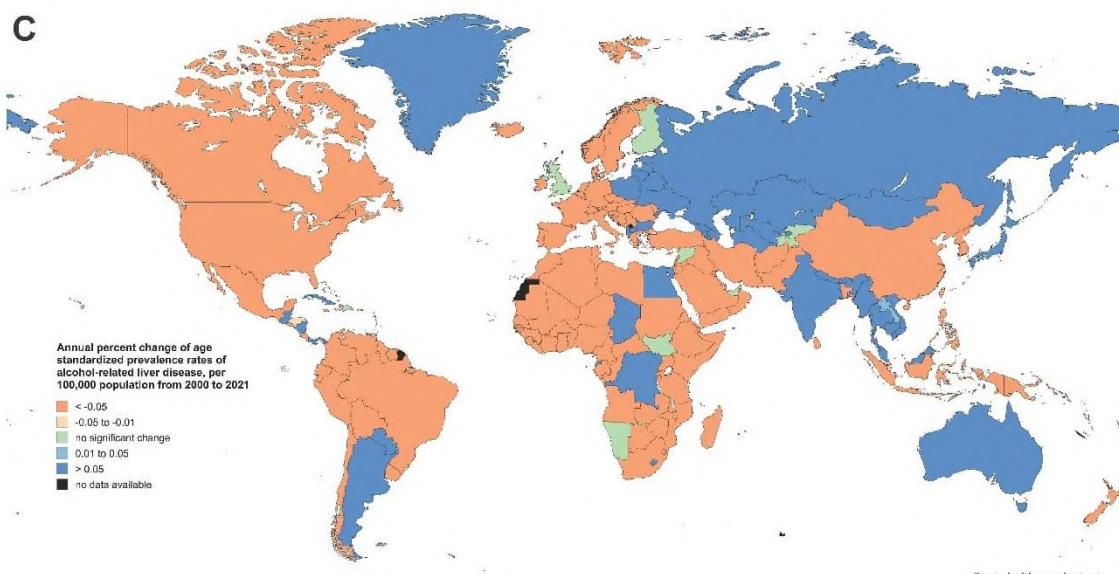 C
Annual percent change of age
standardized prevalence rates of
alcohol-related liver disease, per
100,000 population from 2000 to 2021
< -0.05
-0.05 to -0.01
no significant change
0.01 to 0.05
> 0.05
no data available